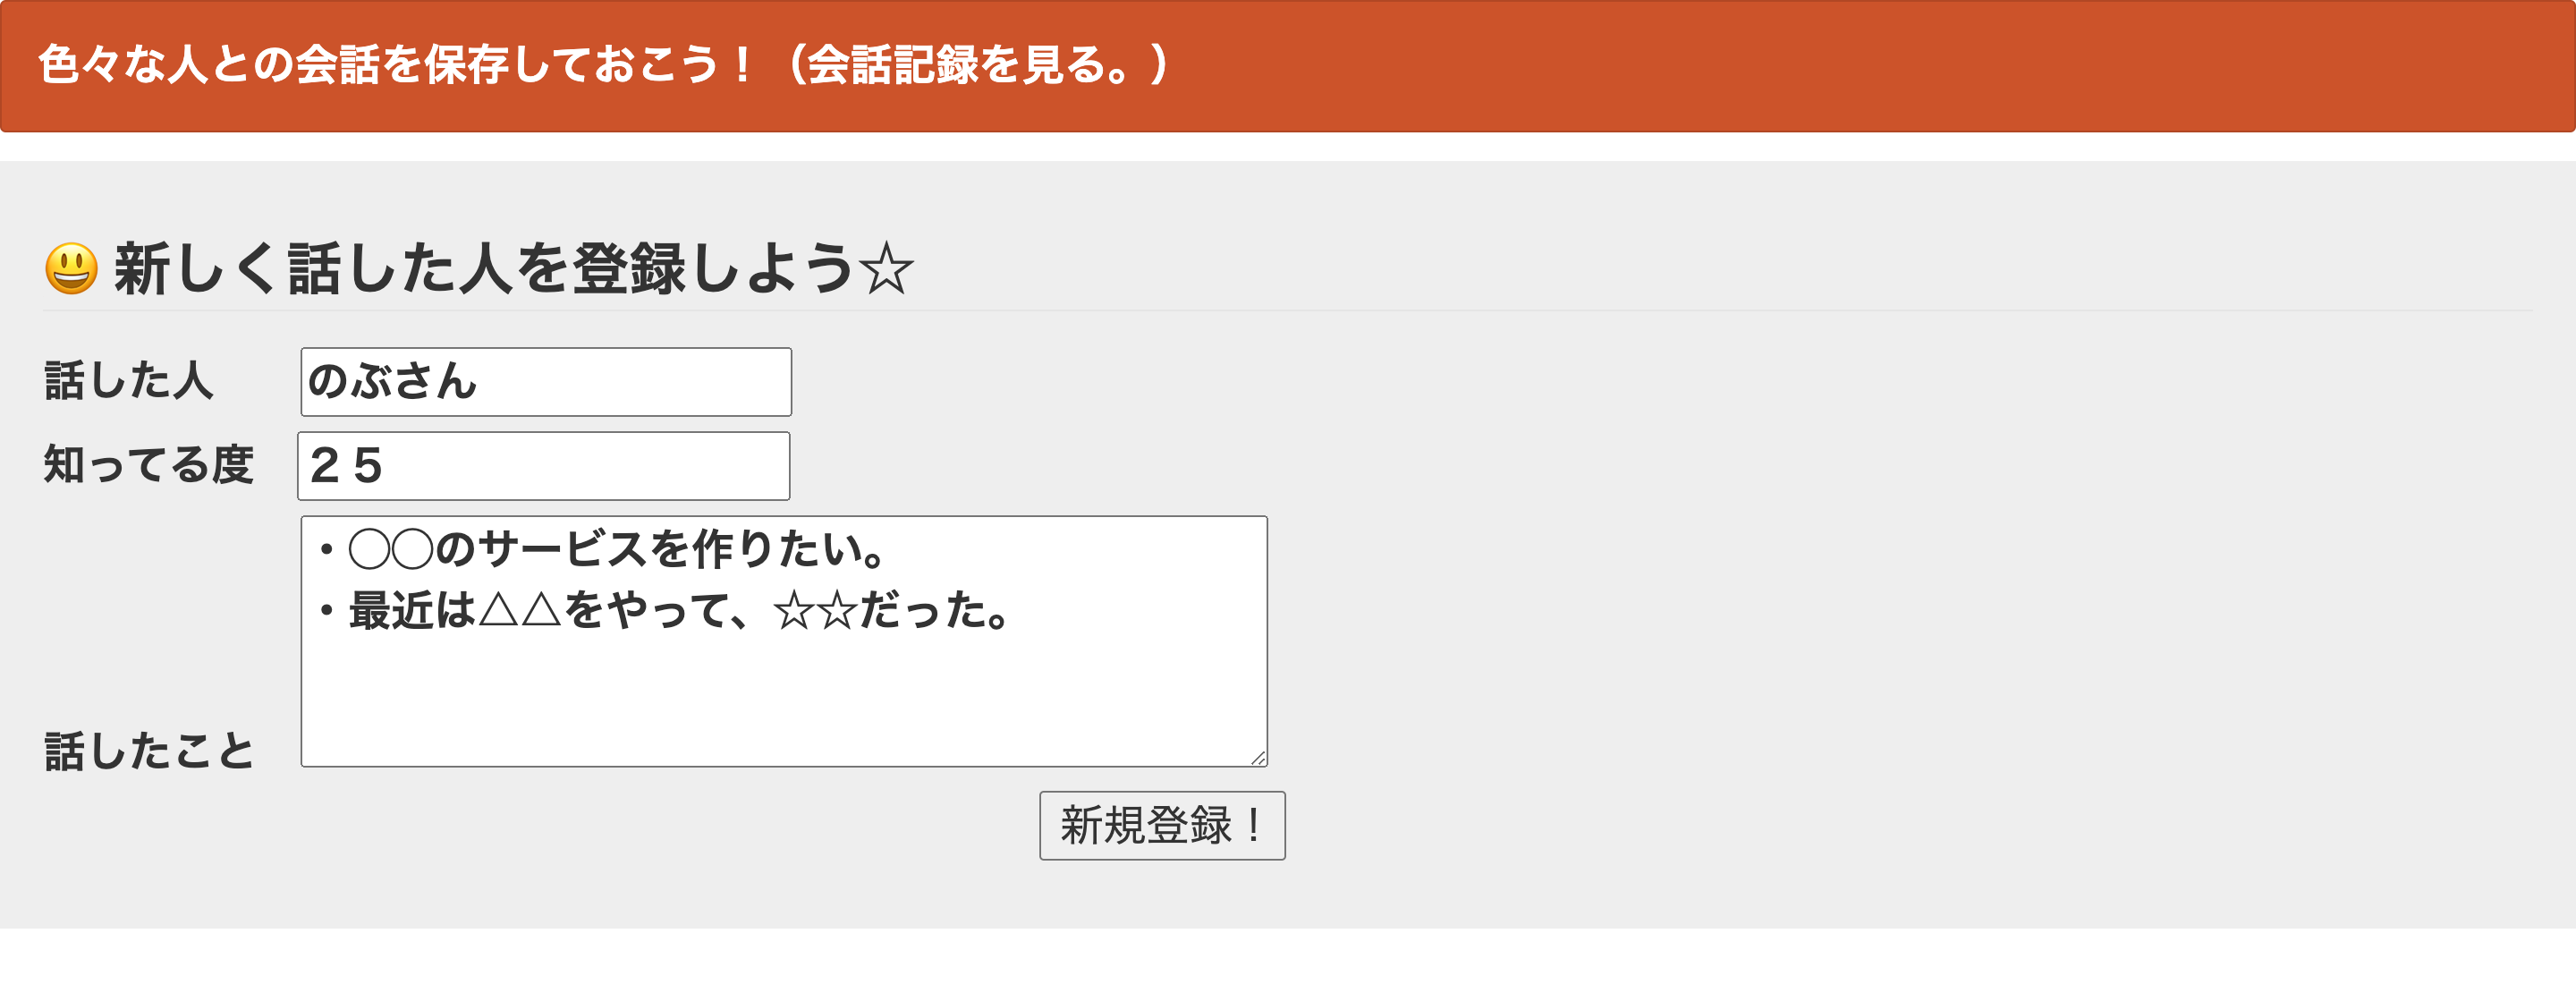 色々な人との会話を保存しておこう！（会話記録を見る。）
😃 新しく話した人を登録しよう☆
話した人 のぶさん
知ってる度 ２５
・◯◯のサービスを作りたい。
・最近は△△をやって、☆☆だった。
話したこと
新規登録！